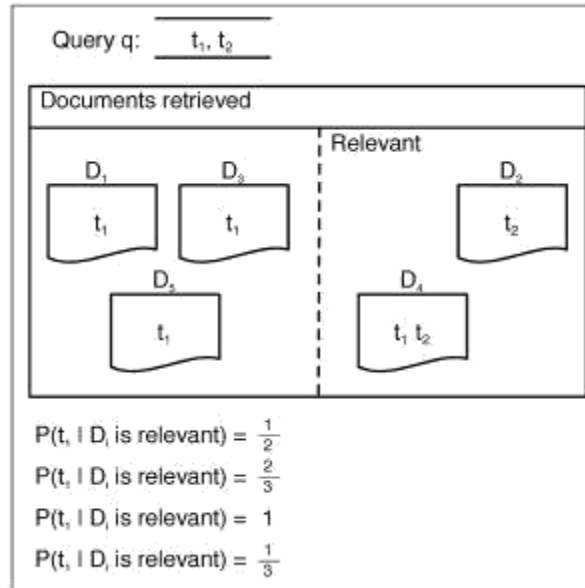 Query q: t₁, t₂
Documents retrieved
Relevant
D₁ D₃ D₂
t₁ t₁ t₂
D₅ D₄
t₁ t₁ t₂
P(t₁ | Dᵢ is relevant) = 1/2
P(t₁ | Dᵢ is relevant) = 2/3
P(t₁ | Dᵢ is relevant) = 1
P(t₁ | Dᵢ is relevant) = 1/3